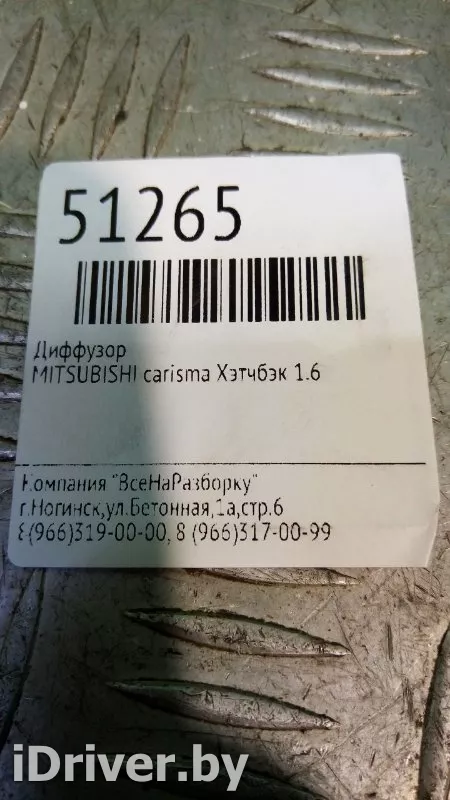 51265
Диффузор
MITSUBISHI carisma Хэтчбэк 1.6
Компания "ВсеНаРазборку"
г.Ногинск,ул.Бетонная,1а,стр.6
8(966)319-00-00, 8 (966)317-00-99
iDriver.by